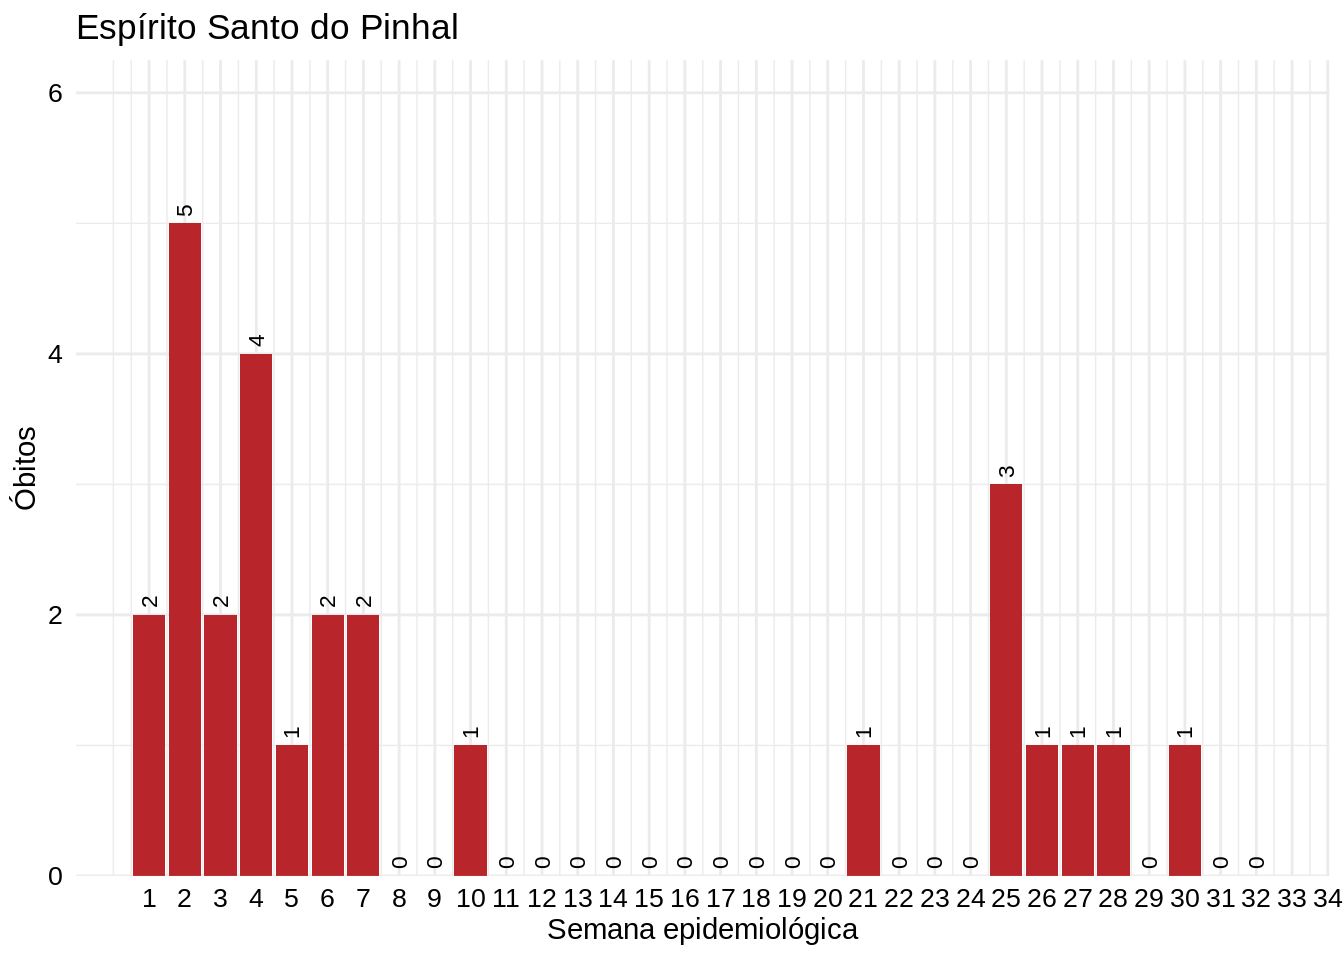 Espírito Santo do Pinhal
6
4
2
0
Óbitos
2 5 2 4 1 2 2 0 0 1 0 0 0 0 0 0 0 0 0 0 1 0 0 0 3 1 1 1 0 1 0 0
1 2 3 4 5 6 7 8 9 10 11 12 13 14 15 16 17 18 19 20 21 22 23 24 25 26 27 28 29 30 31 32 33 34
Semana epidemiológica